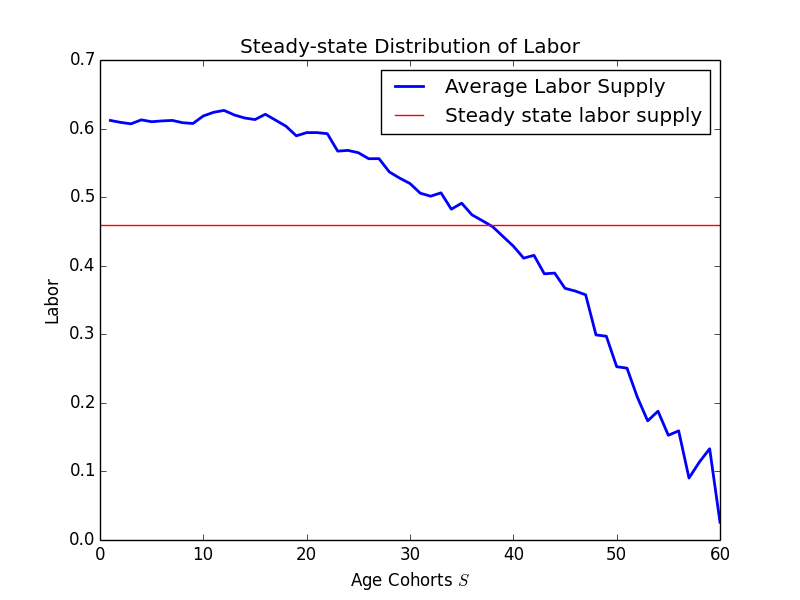 Steady-state Distribution of Labor
Average Labor Supply
Steady state labor supply
0.7
0.6
0.5
0.4
0.3
0.2
0.1
0.0
Labor
0 10 20 30 40 50 60
Age Cohorts S